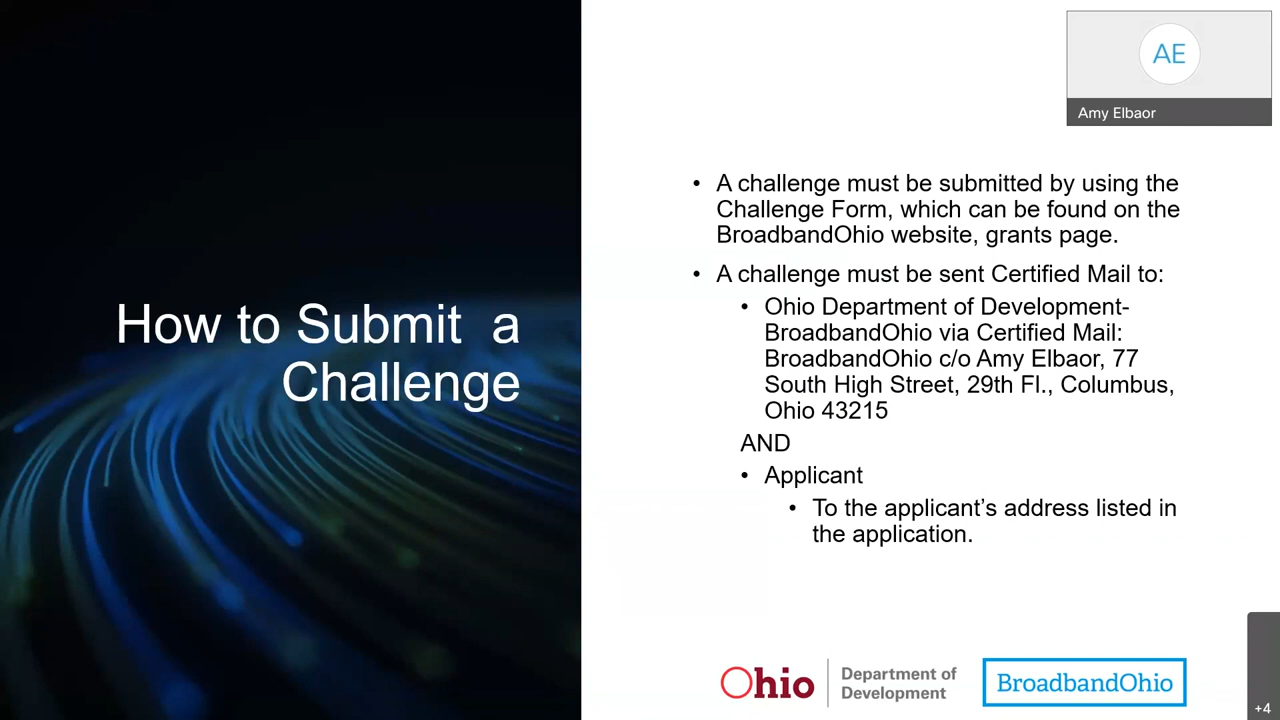 AE
Amy Elbaor
How to Submit a
Challenge
• A challenge must be submitted by using the
Challenge Form, which can be found on the
BroadbandOhio website, grants page.
• A challenge must be sent Certified Mail to:
• Ohio Department of Development-
BroadbandOhio via Certified Mail:
BroadbandOhio c/o Amy Elbaor, 77
South High Street, 29th Fl., Columbus,
Ohio 43215
AND
• Applicant
• To the applicant’s address listed in
the application.
Ohio
Department of
Development
BroadbandOhio
+4